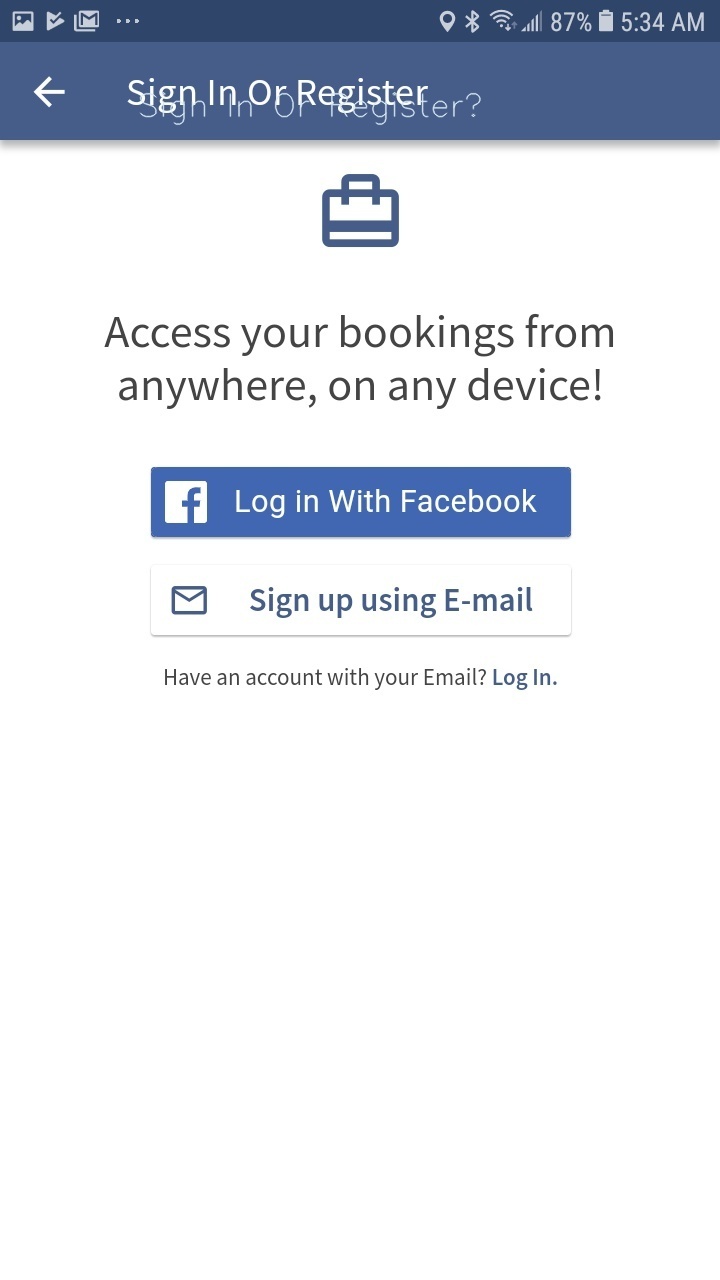 87% 5:34 AM
Sign In Or Register
Sign In Or Register?
Access your bookings from
anywhere, on any device!
Log in With Facebook
Sign up using E-mail
Have an account with your Email? Log In.